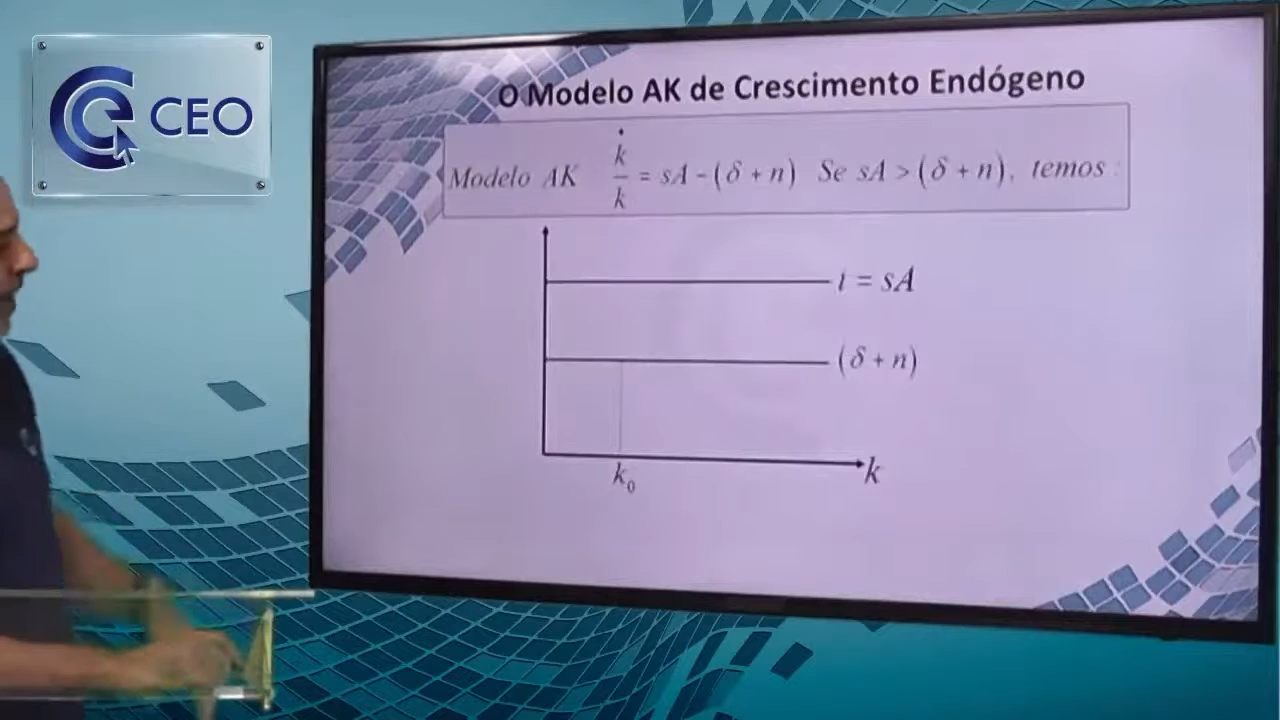 CEO
O Modelo AK de Crescimento Endógeno
Modelo AK k̇/k = sA - (δ + n) Se sA > (δ + n), temos :
i = sA
(δ + n)
k₀
k